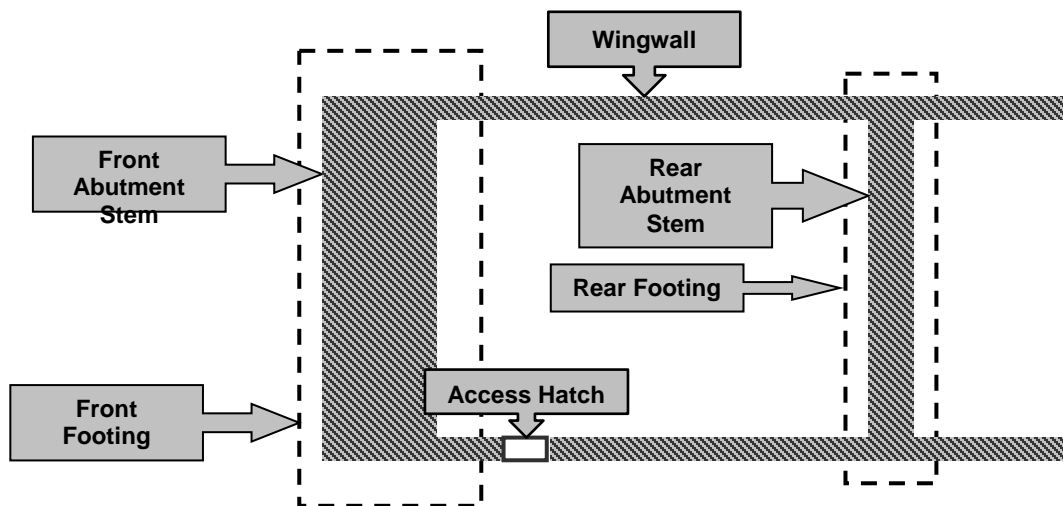 Wingwall
Front
Abutment
Stem
Rear
Abutment
Stem
Rear Footing
Access Hatch
Front
Footing